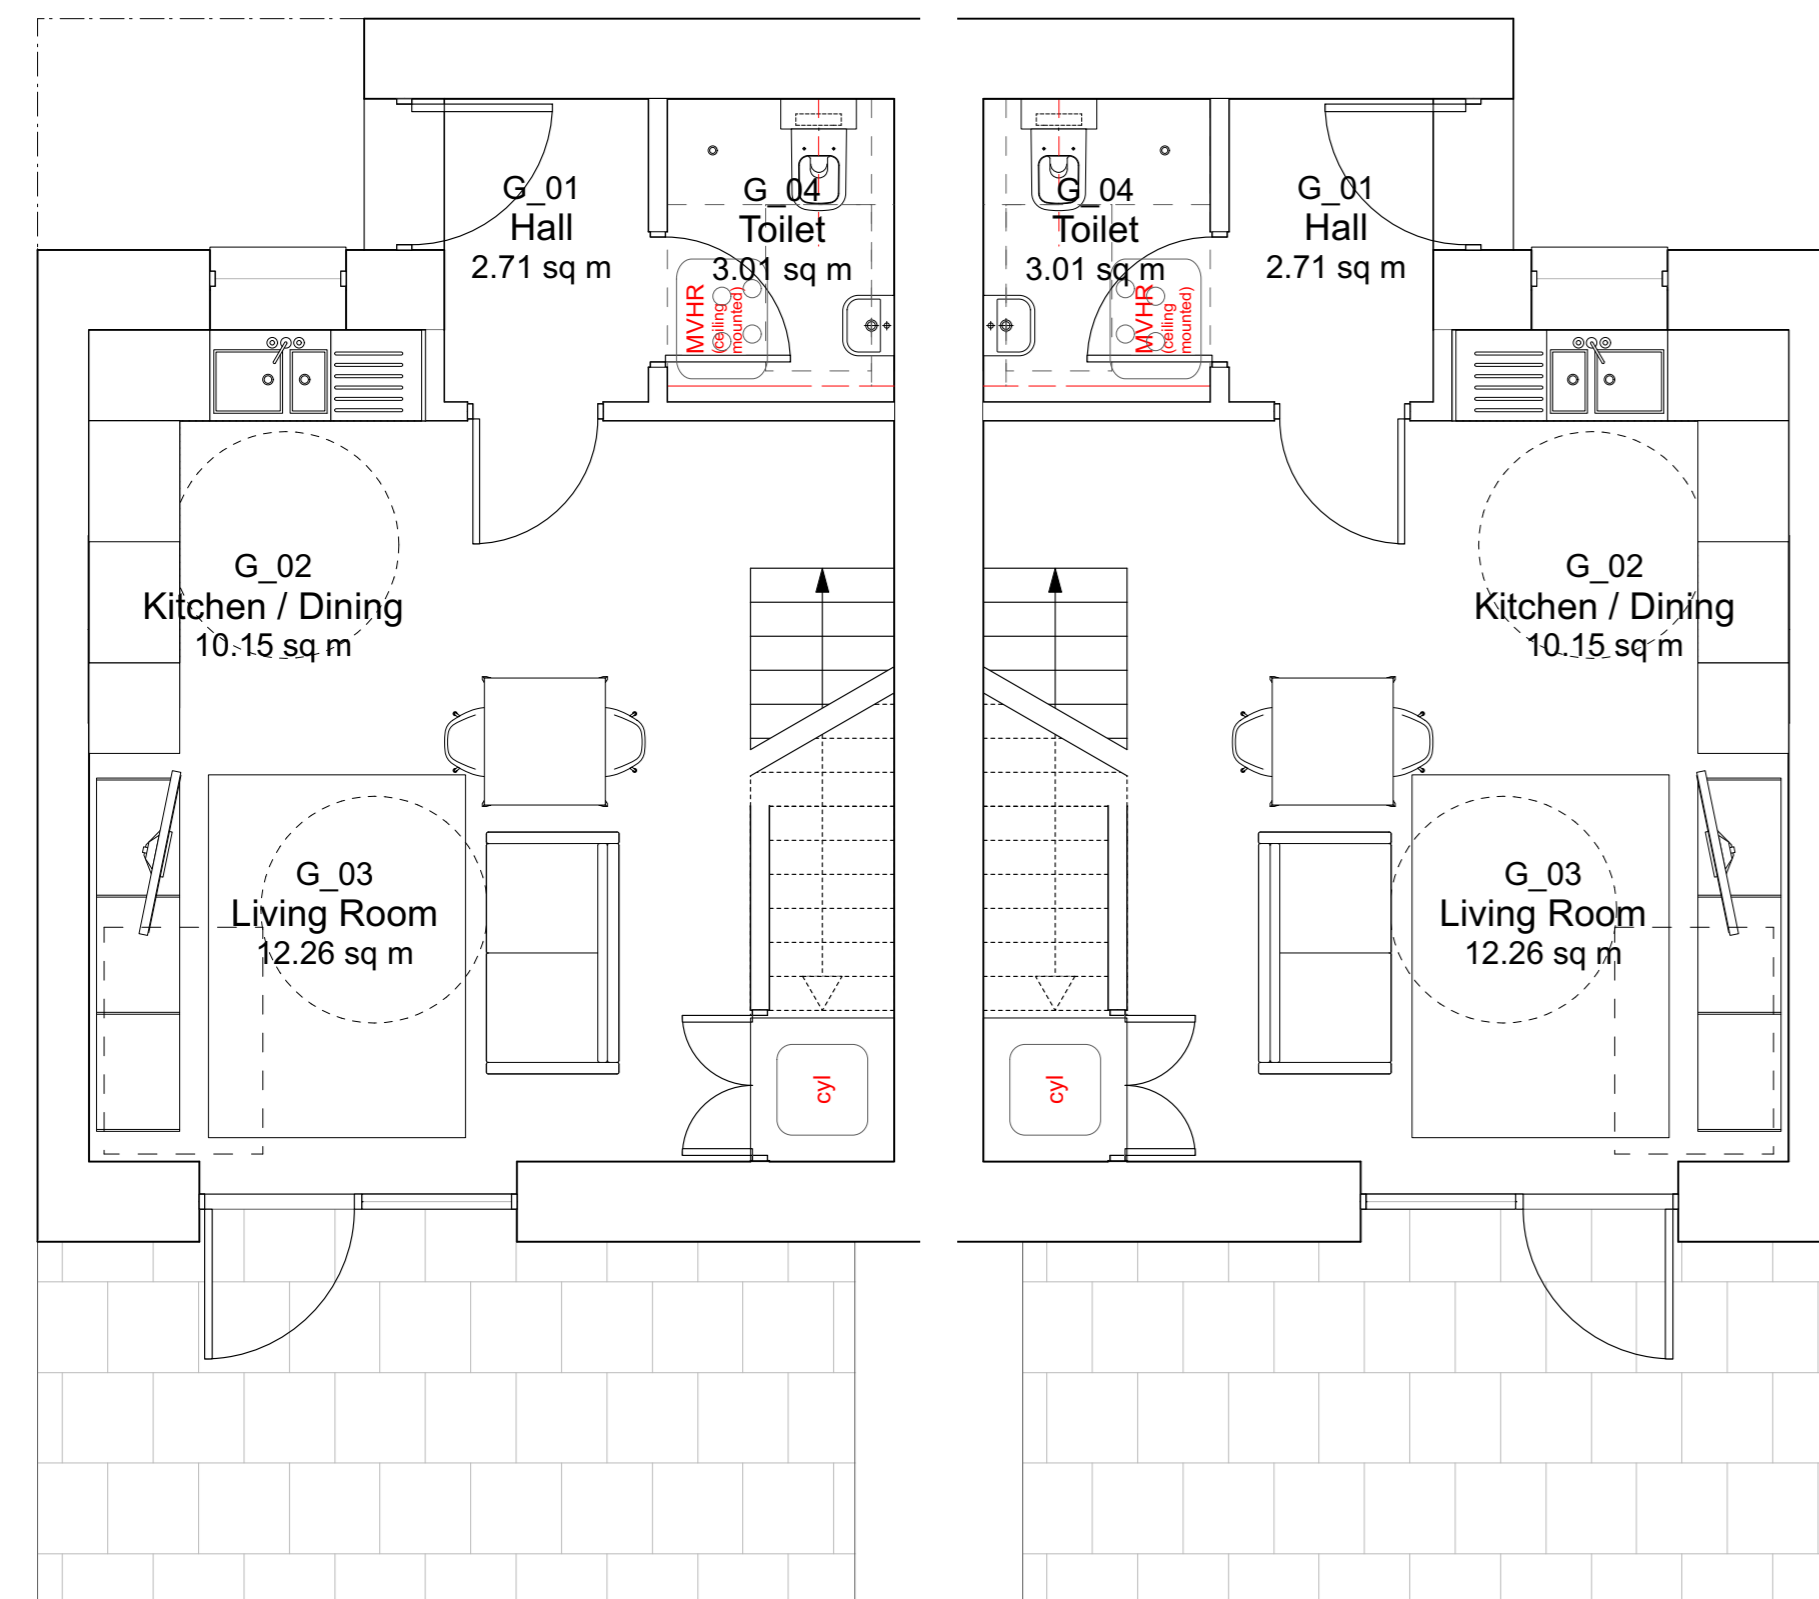 G_01
Hall
2.71 sq m
G_04
Toilet
3.01 sq m
MVHR
(ceiling
mounted)
G_04
Toilet
3.01 sq m
MVHR
(ceiling
mounted)
G_01
Hall
2.71 sq m
G_02
Kitchen / Dining
10.15 sq m
G_02
Kitchen / Dining
10.15 sq m
G_03
Living Room
12.26 sq m
G_03
Living Room
12.26 sq m
cyl
cyl